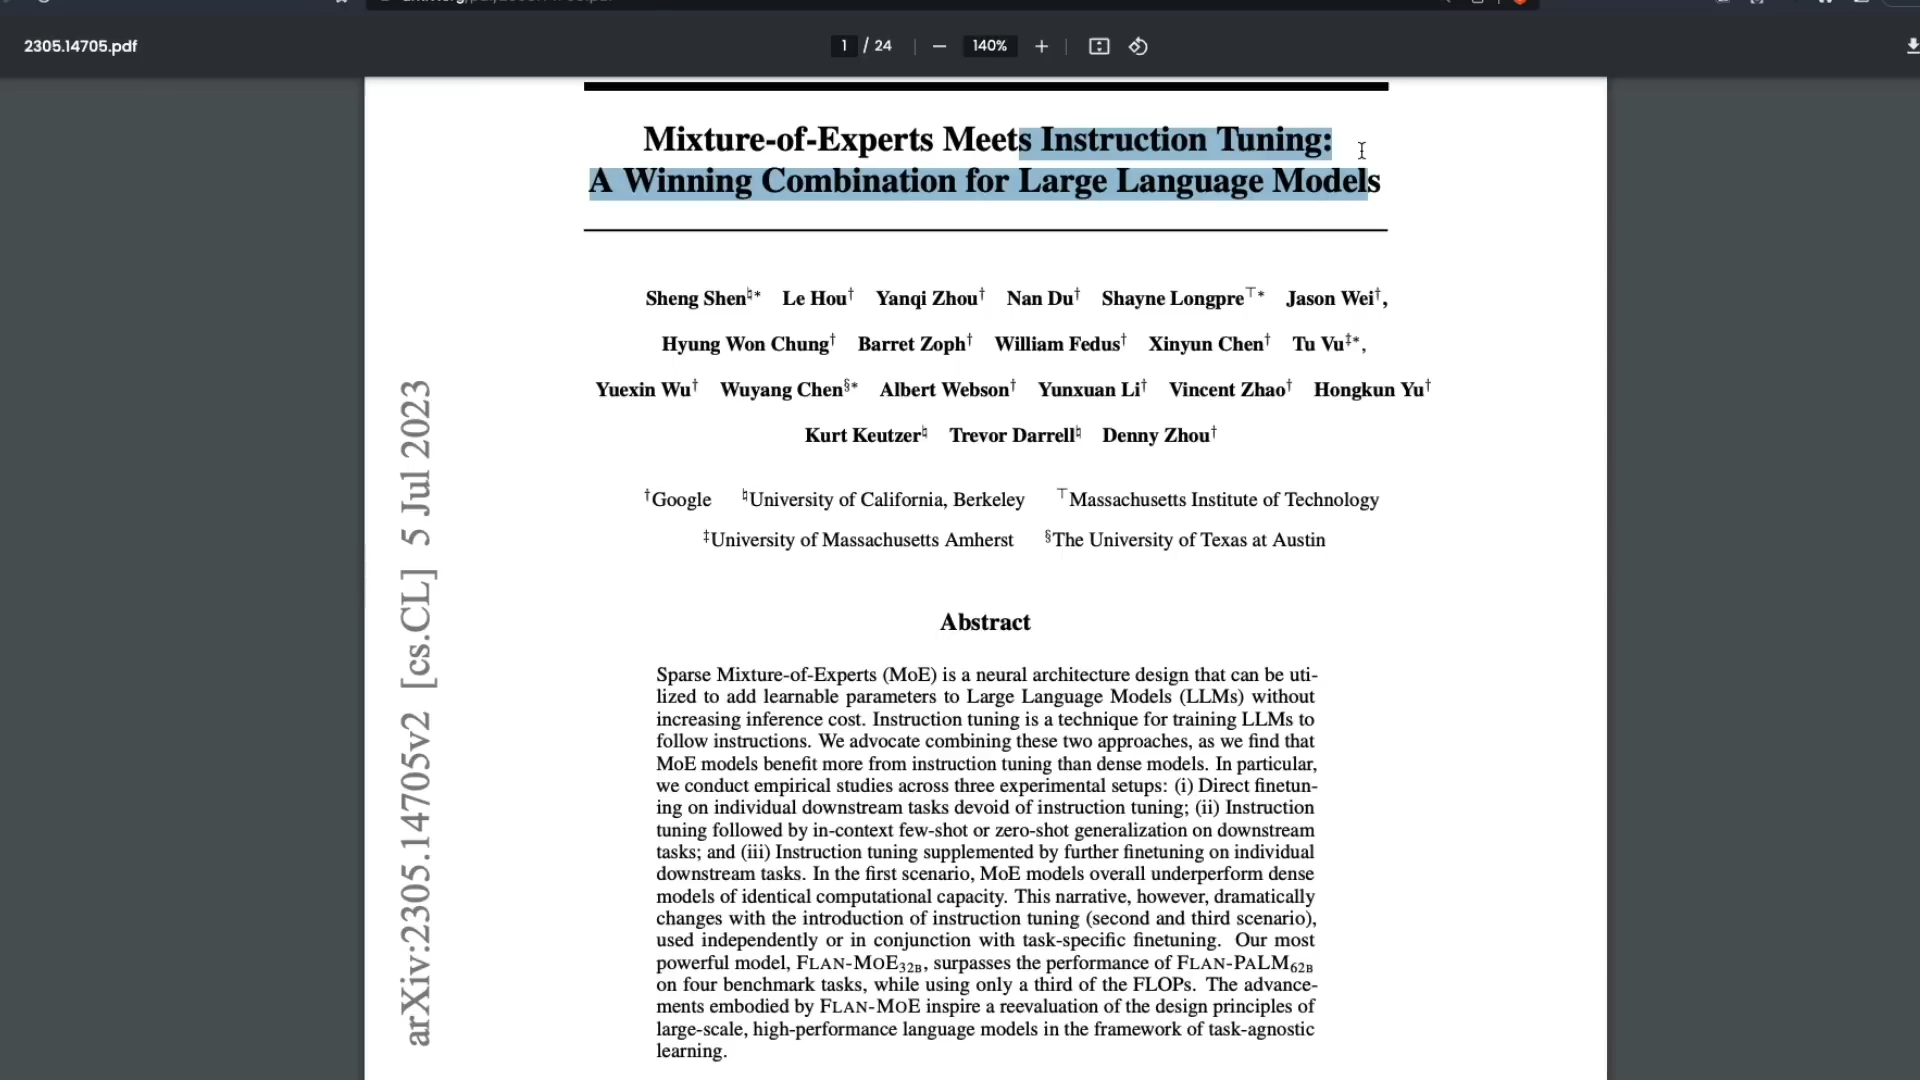 2305.14705.pdf
1 / 24
140%
Mixture-of-Experts Meets Instruction Tuning:
A Winning Combination for Large Language Models
Sheng Shen♮* Le Hou† Yanqi Zhou† Nan Du† Shayne Longpre⊤* Jason Wei†,
Hyung Won Chung† Barret Zoph† William Fedus† Xinyun Chen† Tu Vu‡*,
Yuexin Wu† Wuyang Chen§* Albert Webson† Yunxuan Li† Vincent Zhao† Hongkun Yu†
Kurt Keutzer♮ Trevor Darrell♮ Denny Zhou†
†Google ♮University of California, Berkeley ⊤Massachusetts Institute of Technology
‡University of Massachusetts Amherst §The University of Texas at Austin
Abstract
Sparse Mixture-of-Experts (MoE) is a neural architecture design that can be uti-
lized to add learnable parameters to Large Language Models (LLMs) without
increasing inference cost. Instruction tuning is a technique for training LLMs to
follow instructions. We advocate combining these two approaches, as we find that
MoE models benefit more from instruction tuning than dense models. In particular,
we conduct empirical studies across three experimental setups: (i) Direct finetun-
ing on individual downstream tasks devoid of instruction tuning; (ii) Instruction
tuning followed by in-context few-shot or zero-shot generalization on downstream
tasks; and (iii) Instruction tuning supplemented by further finetuning on individual
downstream tasks. In the first scenario, MoE models overall underperform dense
models of identical computational capacity. This narrative, however, dramatically
changes with the introduction of instruction tuning (second and third scenario),
used independently or in conjunction with task-specific finetuning. Our most
powerful model, FLAN-MOE32B, surpasses the performance of FLAN-PALM62B
on four benchmark tasks, while using only a third of the FLOPs. The advance-
ments embodied by FLAN-MOE inspire a reevaluation of the design principles of
large-scale, high-performance language models in the framework of task-agnostic
learning.
arXiv:2305.14705v2 [cs.CL] 5 Jul 2023